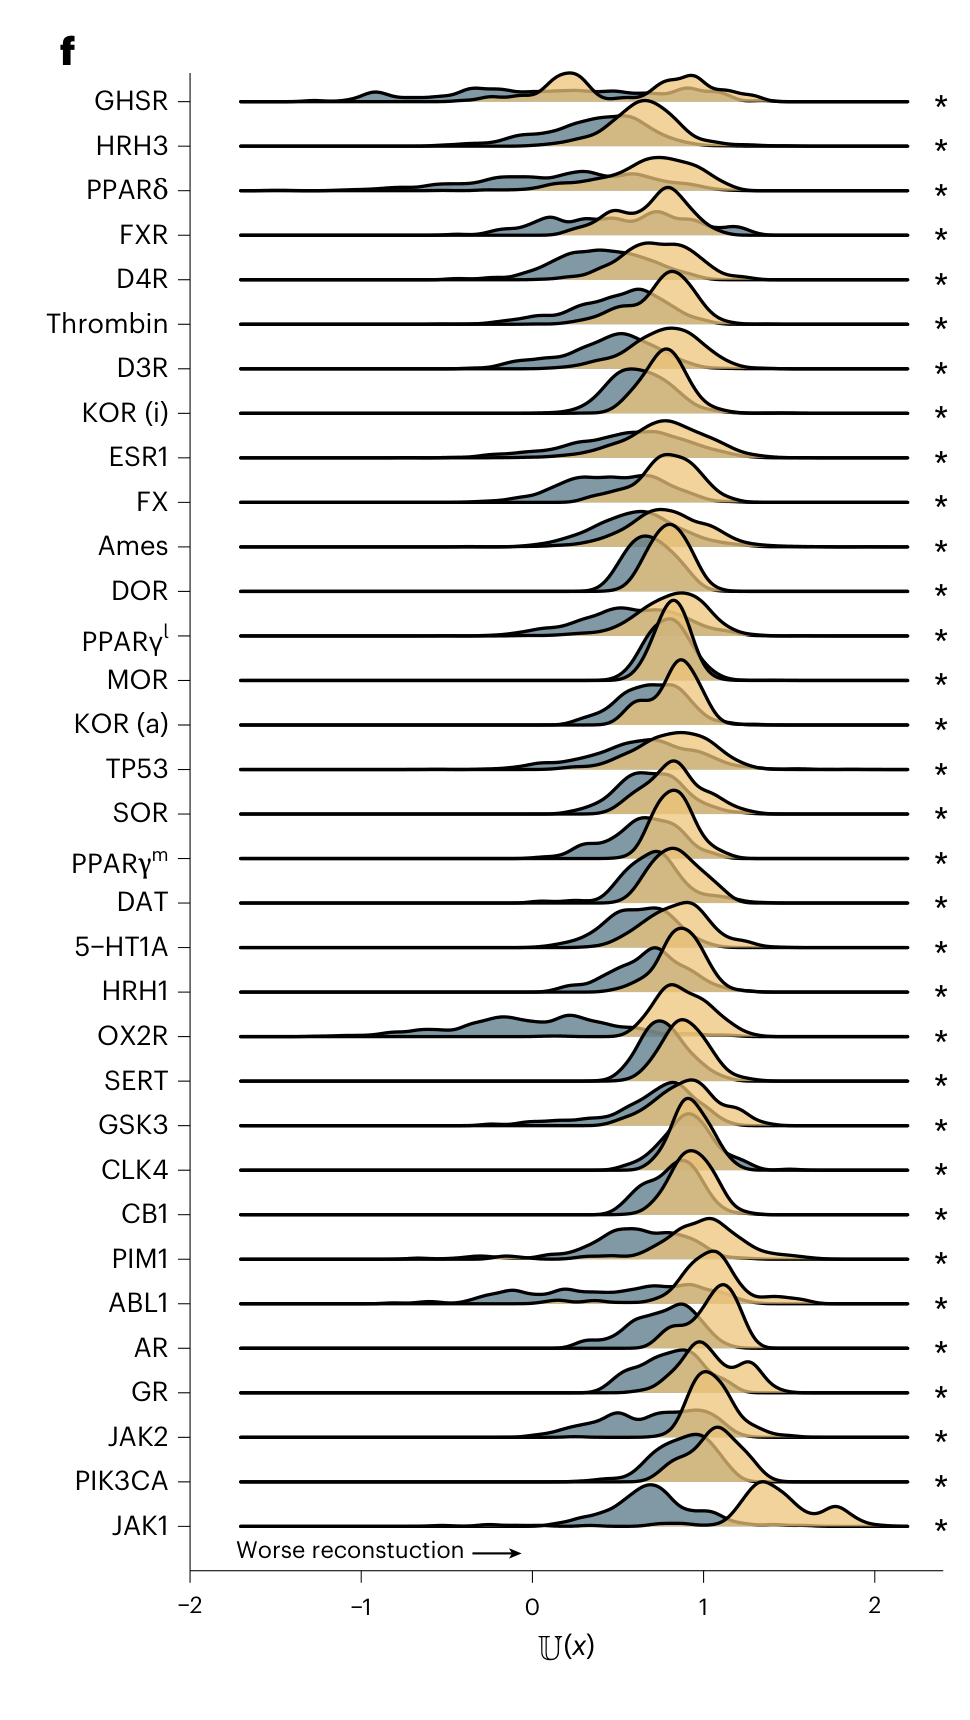 f
GHSR *
HRH3 *
PPARδ *
FXR *
D4R *
Thrombin *
D3R *
KOR (i) *
ESR1 *
FX *
Ames *
DOR *
PPARγˡ *
MOR *
KOR (a) *
TP53 *
SOR *
PPARγᵐ *
DAT *
5−HT1A *
HRH1 *
OX2R *
SERT *
GSK3 *
CLK4 *
CB1 *
PIM1 *
ABL1 *
AR *
GR *
JAK2 *
PIK3CA *
JAK1 *
Worse reconstuction →
−2 −1 0 1 2
𝕌(x)